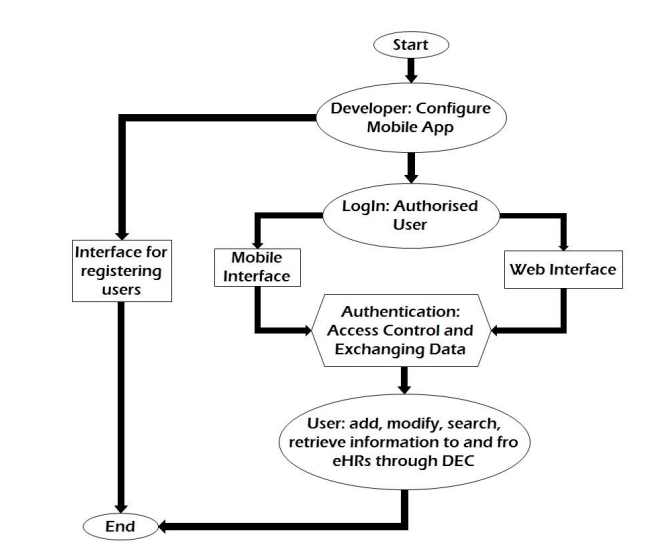 Start
Developer: Configure
Mobile App
LogIn: Authorised
User
Interface for
registering
users
Mobile
Interface
Web Interface
Authentication:
Access Control and
Exchanging Data
User: add, modify, search,
retrieve information to and fro
eHRs through DEC
End